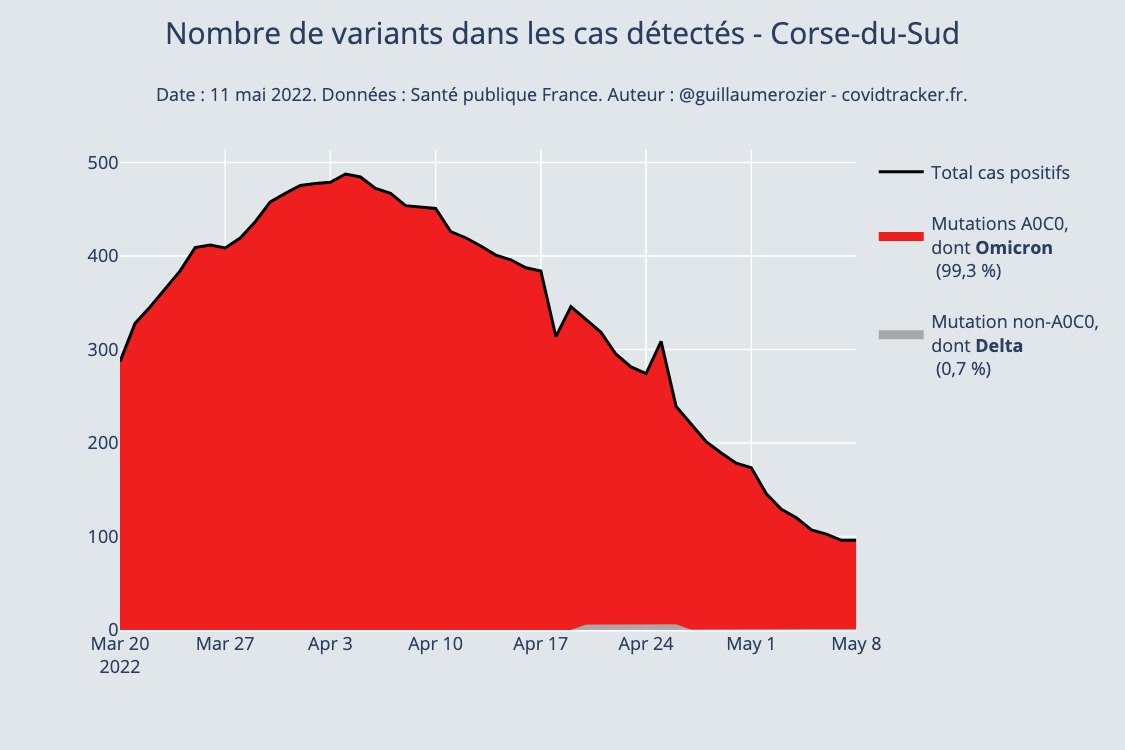 Nombre de variants dans les cas détectés - Corse-du-Sud
Date : 11 mai 2022. Données : Santé publique France. Auteur : @guillaumerozier - covidtracker.fr.
500
400
300
200
100
0
Mar 20
2022
Mar 27
Apr 3
Apr 10
Apr 17
Apr 24
May 1
May 8
Total cas positifs
Mutations A0C0,
dont Omicron
(99,3 %)
Mutation non-A0C0,
dont Delta
(0,7 %)